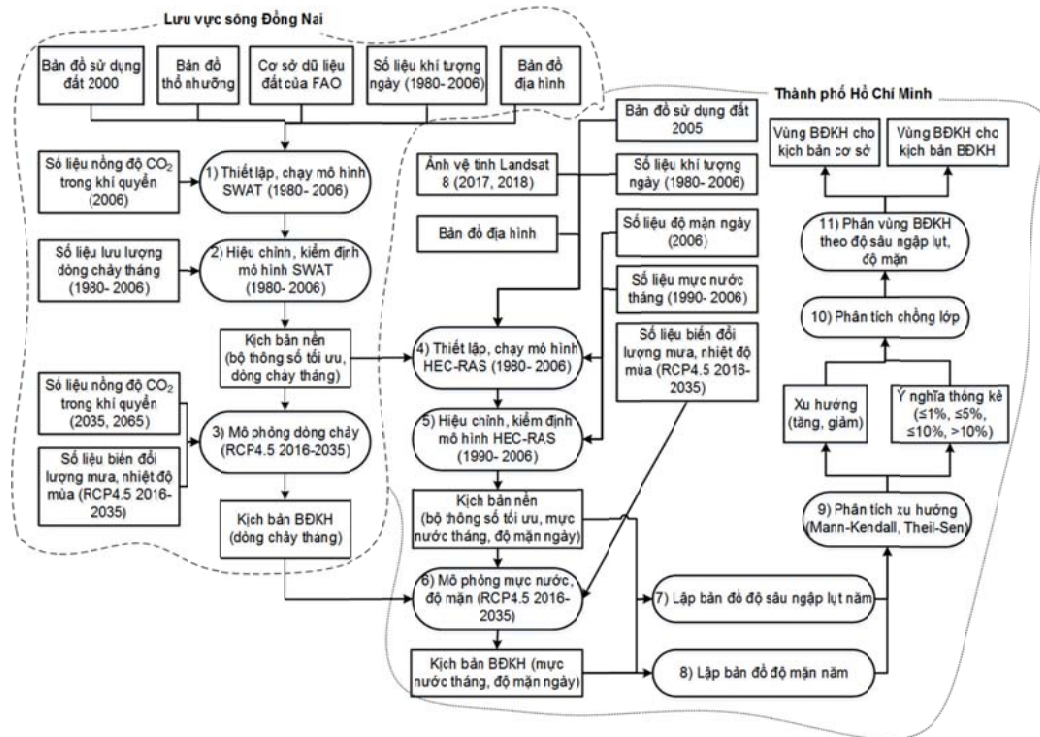 Lưu vực sông Đồng Nai
Bản đồ sử dụng
đất 2000
Bản đồ
thổ nhưỡng
Cơ sở dữ liệu
đất của FAO
Số liệu khí tượng
ngày (1980-2006)
Bản đồ
địa hình
Số liệu nồng độ CO₂
trong khí quyển
(2006)
1) Thiết lập, chạy mô hình
SWAT (1980- 2006)
Số liệu lưu lượng
dòng chảy tháng
(1980-2006)
2) Hiệu chỉnh, kiểm định
mô hình SWAT
(1980-2006)
Kịch bản nền
(bộ thông số tối ưu,
dòng chảy tháng)
Số liệu nồng độ CO₂
trong khí quyển
(2035, 2065)
Số liệu biến đổi
lượng mưa, nhiệt độ
mùa (RCP4.5 2016-
2035)
3) Mô phỏng dòng chảy
(RCP4.5 2016-2035)
Kịch bản BĐKH
(dòng chảy tháng)
Thành phố Hồ Chí Minh
Bản đồ sử dụng đất
2005
Ảnh vệ tinh Landsat
8 (2017, 2018)
Số liệu khí tượng
ngày (1980-2006)
Bản đồ địa hình
Số liệu độ mặn ngày
(2006)
Số liệu mực nước
tháng (1990-2006)
Số liệu biến đổi
lượng mưa, nhiệt độ
mùa (RCP4.5 2016-
2035)
4) Thiết lập, chạy mô hình
HEC-RAS (1980- 2006)
5) Hiệu chỉnh, kiểm định
mô hình HEC-RAS
(1990-2006)
Kịch bản nền
(bộ thông số tối ưu, mực
nước tháng, độ mặn ngày)
6) Mô phỏng mực nước,
độ mặn (RCP4.5 2016-
2035)
Kịch bản BĐKH (mực
nước tháng, độ mặn ngày)
7) Lập bản đồ độ sâu ngập lụt năm
8) Lập bản đồ độ mặn năm
9) Phân tích xu hướng
(Mann-Kendall, Theil-Sen)
Xu hướng
(tăng, giảm)
Ý nghĩa thống kê
(≤1%, ≤5%,
≤10%, >10%)
10) Phân tích chồng lớp
11) Phân vùng BĐKH
theo độ sâu ngập lụt,
độ mặn
Vùng BĐKH cho
kịch bản cơ sở
Vùng BĐKH cho
kịch bản BĐKH